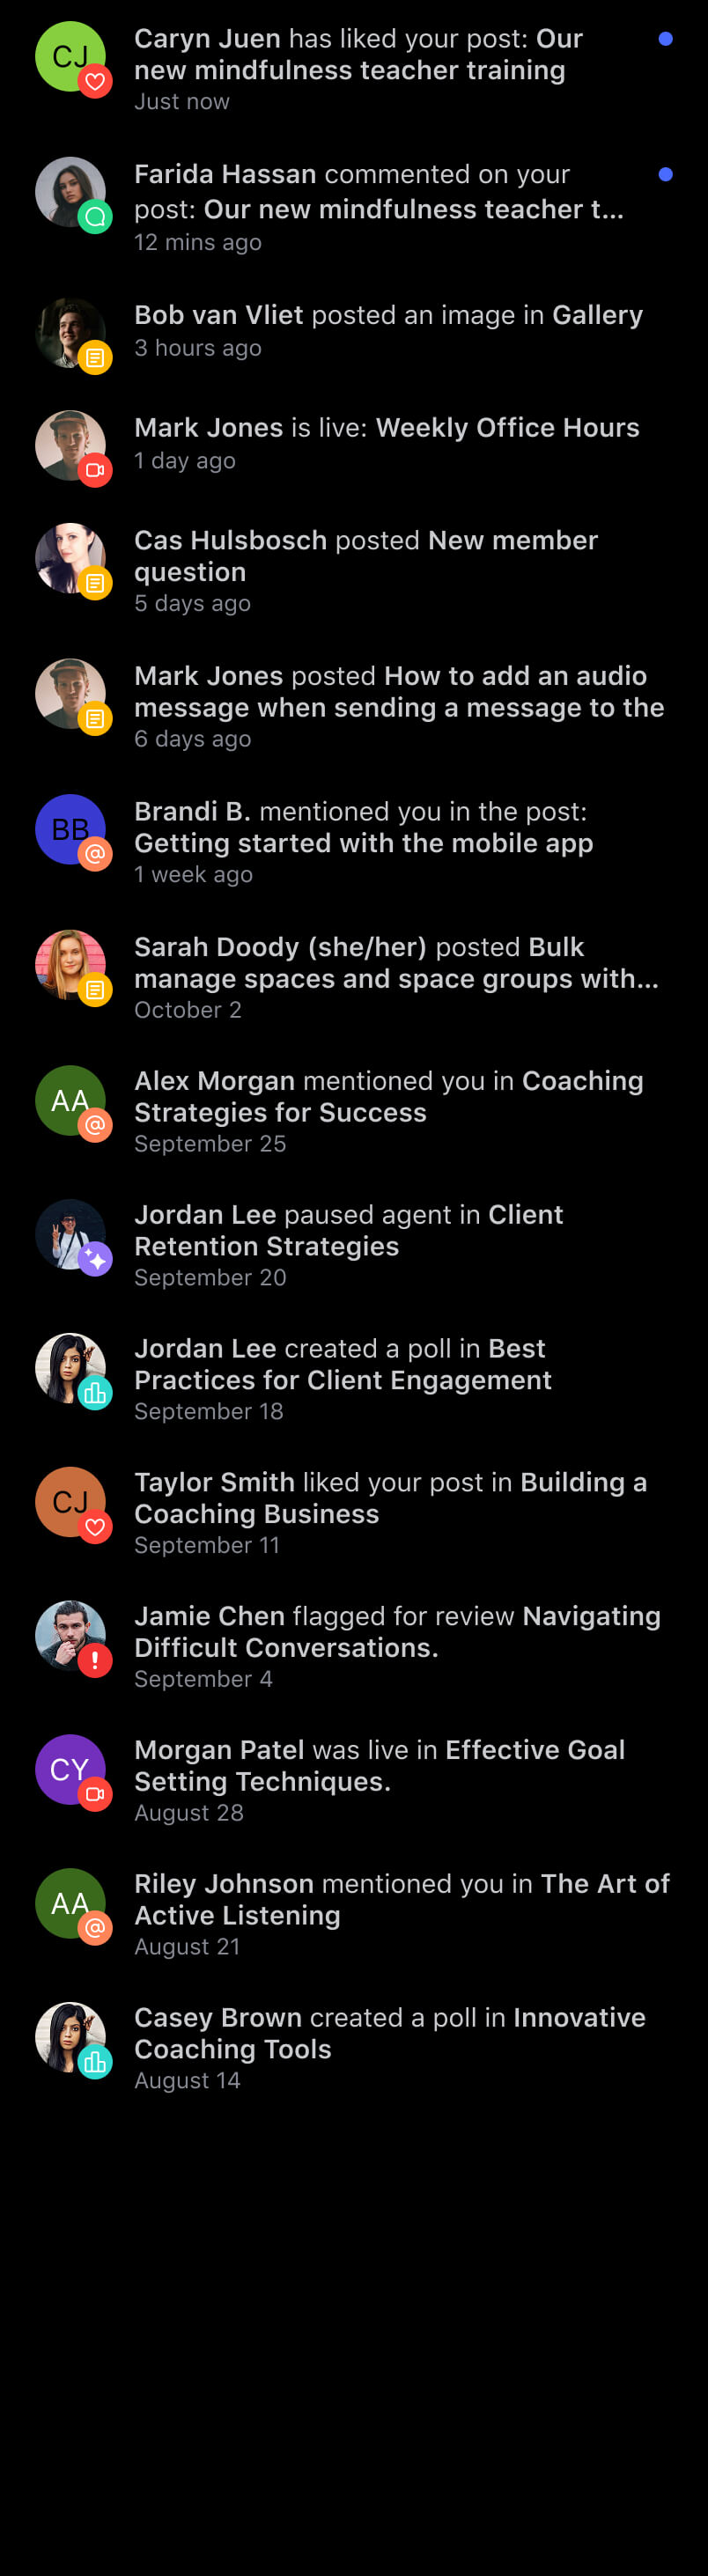 CJ
Caryn Juen has liked your post: Our
new mindfulness teacher training
Just now
Farida Hassan commented on your
post: Our new mindfulness teacher t...
12 mins ago
Bob van Vliet posted an image in Gallery
3 hours ago
Mark Jones is live: Weekly Office Hours
1 day ago
Cas Hulsbosch posted New member
question
5 days ago
Mark Jones posted How to add an audio
message when sending a message to the
6 days ago
BB
@
Brandi B. mentioned you in the post:
Getting started with the mobile app
1 week ago
Sarah Doody (she/her) posted Bulk
manage spaces and space groups with...
October 2
AA
@
Alex Morgan mentioned you in Coaching
Strategies for Success
September 25
Jordan Lee paused agent in Client
Retention Strategies
September 20
Jordan Lee created a poll in Best
Practices for Client Engagement
September 18
CJ
Taylor Smith liked your post in Building a
Coaching Business
September 11
Jamie Chen flagged for review Navigating
Difficult Conversations.
September 4
CY
Morgan Patel was live in Effective Goal
Setting Techniques.
August 28
AA
@
Riley Johnson mentioned you in The Art of
Active Listening
August 21
Casey Brown created a poll in Innovative
Coaching Tools
August 14